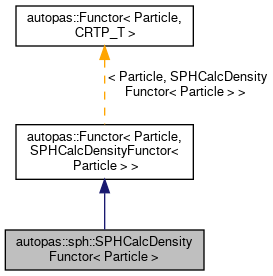 autopas::Functor< Particle,
CRTP_T >
< Particle, SPHCalcDensity
Functor< Particle > >
autopas::Functor< Particle,
SPHCalcDensityFunctor<
Particle > >
autopas::sph::SPHCalcDensity
Functor< Particle >